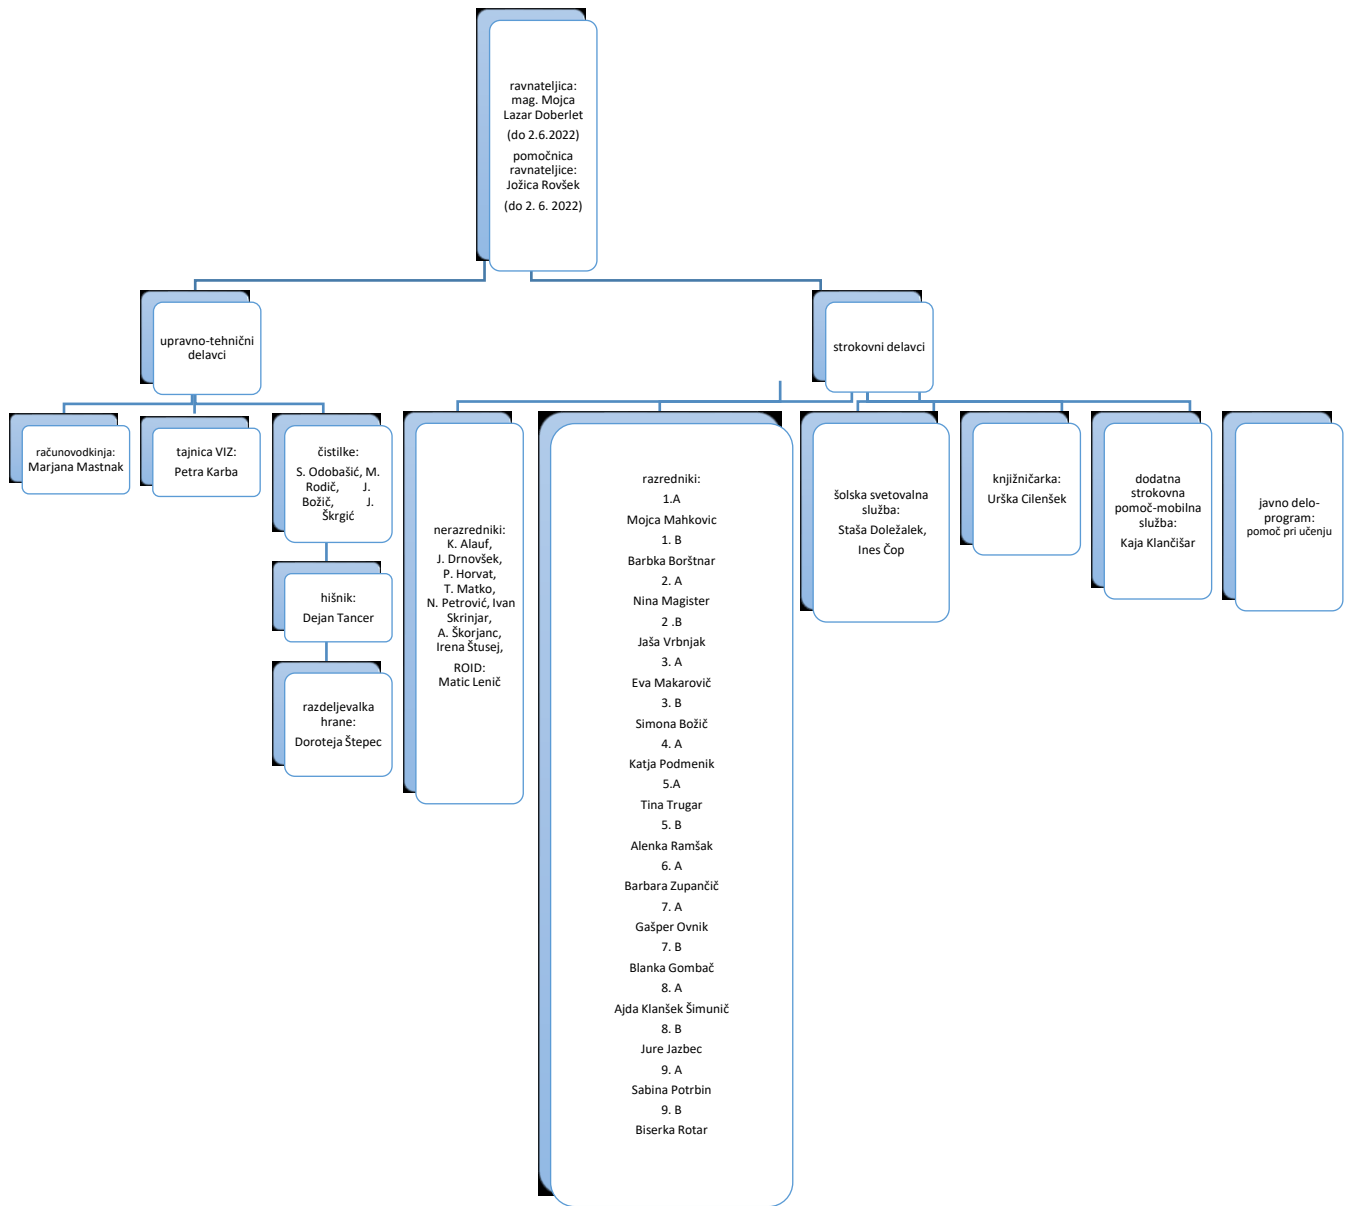 ravnateljica:
mag. Mojca
Lazar Doberlet
(do 2.6.2022)
pomočnica
ravnateljice:
Jožica Rovšek
(do 2. 6. 2022)
upravno-tehnični
delavci
strokovni delavci
računovodkinja:
Marjana Mastnak
tajnica VIZ:
Petra Karba
čistilke:
S. Odobašić, M.
Rodič, J.
Božič, J.
Škrgić
hišnik:
Dejan Tancer
razdeljevalka
hrane:
Doroteja Štepec
nerazredniki:
K. Alauf,
J. Drnovšek,
P. Horvat,
T. Matko,
N. Petrović, Ivan
Skrinjar,
A. Škorjanc,
Irena Štusej,
ROID:
Matic Lenič
razredniki:
1.A
Mojca Mahkovic
1. B
Barbka Borštnar
2. A
Nina Magister
2 .B
Jaša Vrbnjak
3. A
Eva Makarovič
3. B
Simona Božič
4. A
Katja Podmenik
5.A
Tina Trugar
5. B
Alenka Ramšak
6. A
Barbara Zupančič
7. A
Gašper Ovnik
7. B
Blanka Gombač
8. A
Ajda Klanšek Šimunič
8. B
Jure Jazbec
9. A
Sabina Potrbin
9. B
Biserka Rotar
šolska svetovalna
služba:
Staša Doležalek,
Ines Čop
knjižničarka:
Urška Cilenšek
dodatna
strokovna
pomoč-mobilna
služba:
Kaja Klančišar
javno delo-
program:
pomoč pri učenju